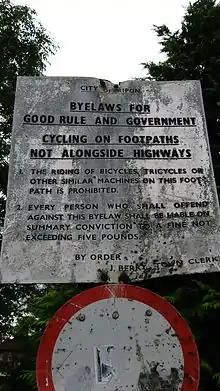 CITY of RIPON
BYELAWS FOR
GOOD RULE AND GOVERNMENT
CYCLING ON FOOTPATHS
NOT ALONGSIDE HIGHWAYS
1. THE RIDING OF BICYCLES, TRICYCLES OR
OTHER SIMILAR MACHINES ON THIS FOOT-
PATH IS PROHIBITED.
2. EVERY PERSON WHO SHALL OFFEND
AGAINST THIS BYELAW SHALL BE LIABLE ON
SUMMARY CONVICTION TO A FINE NOT
EXCEEDING FIVE POUNDS.
BY ORDER
J. BERRY TOWN CLERK